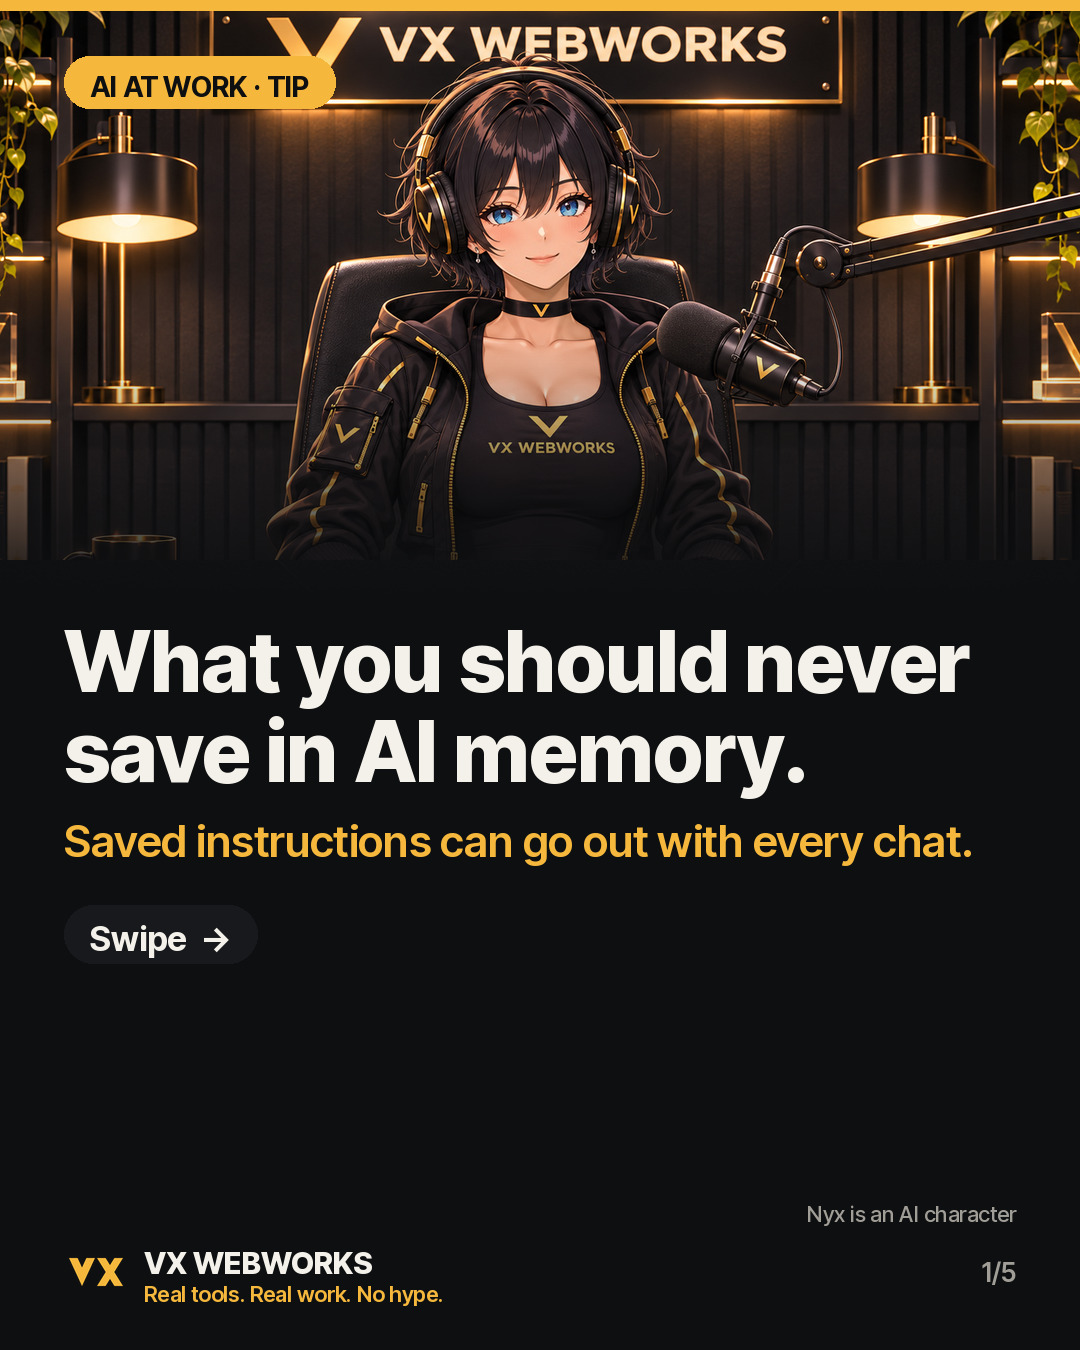 VX WEBWORKS
AI AT WORK · TIP
VX WEBWORKS
What you should never
save in AI memory.
Saved instructions can go out with every chat.
Swipe →
Nyx is an AI character
VX VX WEBWORKS
Real tools. Real work. No hype.
1/5